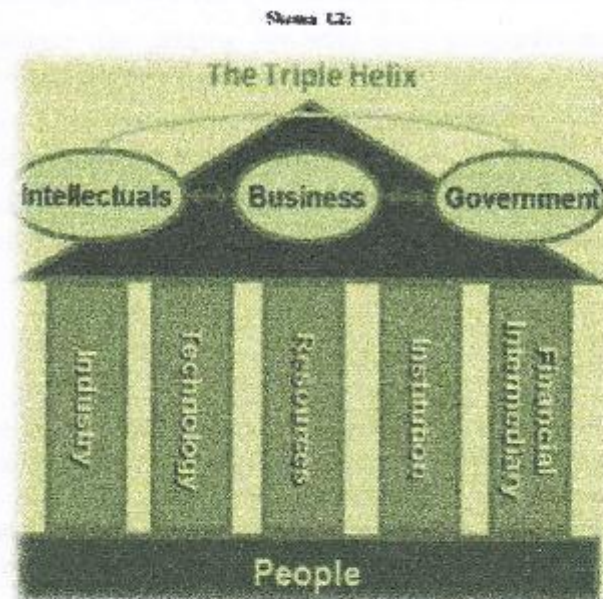 The Triple Helix
Intellectuals Business Government
Industry
Technology
Resources
Institution
Financial
Intermediary
People